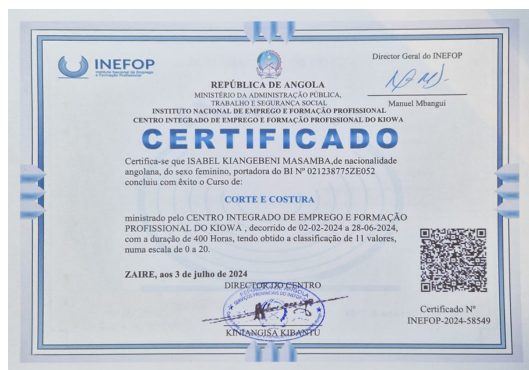 INEFOP
Instituto Nacional de Emprego
e Formação Profissional
Director Geral do INEFOP
Manuel Mbangui
REPÚBLICA DE ANGOLA
MINISTÉRIO DA ADMINISTRAÇÃO PÚBLICA,
TRABALHO E SEGURANÇA SOCIAL
INSTITUTO NACIONAL DE EMPREGO E FORMAÇÃO PROFISSIONAL
CENTRO INTEGRADO DE EMPREGO E FORMAÇÃO PROFISSIONAL DO KIOWA
CERTIFICADO
Certifica-se que ISABEL KIANGEBENI MASAMBA,de nacionalidade
angolana, do sexo feminino, portadora do BI Nº 021238775ZE052
concluiu com êxito o Curso de:
CORTE E COSTURA
ministrado pelo CENTRO INTEGRADO DE EMPREGO E FORMAÇÃO
PROFISSIONAL DO KIOWA , decorrido de 02-02-2024 a 28-06-2024,
com a duração de 400 Horas, tendo obtido a classificação de 11 valores,
numa escala de 0 a 20.
ZAIRE, aos 3 de julho de 2024
DIRECTOR DO CENTRO
KINIANGISA KIBANTU
Certificado Nº
INEFOP-2024-58549